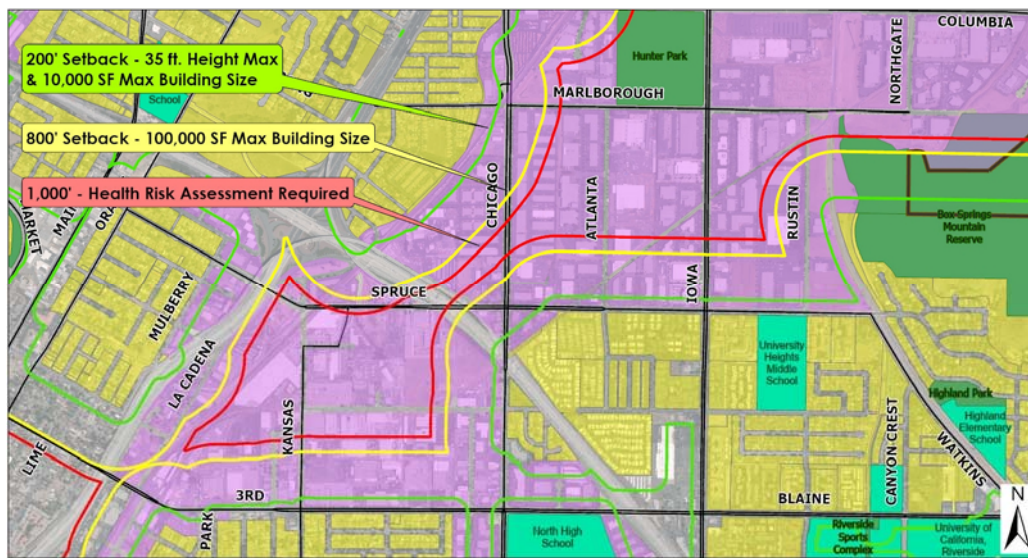 COLUMBIA
200' Setback - 35 ft. Height Max
& 10,000 SF Max Building Size
Hunter Park
NORTHGATE
School
MARLBOROUGH
800' Setback - 100,000 SF Max Building Size
CHICAGO
1,000' - Health Risk Assessment Required
ATLANTA
RUSTIN
MAIN
ORA
MARKET
Box Springs
Mountain
Reserve
MULBERRY
SPRUCE
IOWA
LA CADENA
University
Heights
Middle
School
KANSAS
Highland Park
CANYON CREST
Highland
Elementary
School
WATKINS
LIME
3RD
BLAINE
PARK
North High
School
Riverside
Sports
Complex
University of
California,
Riverside
N